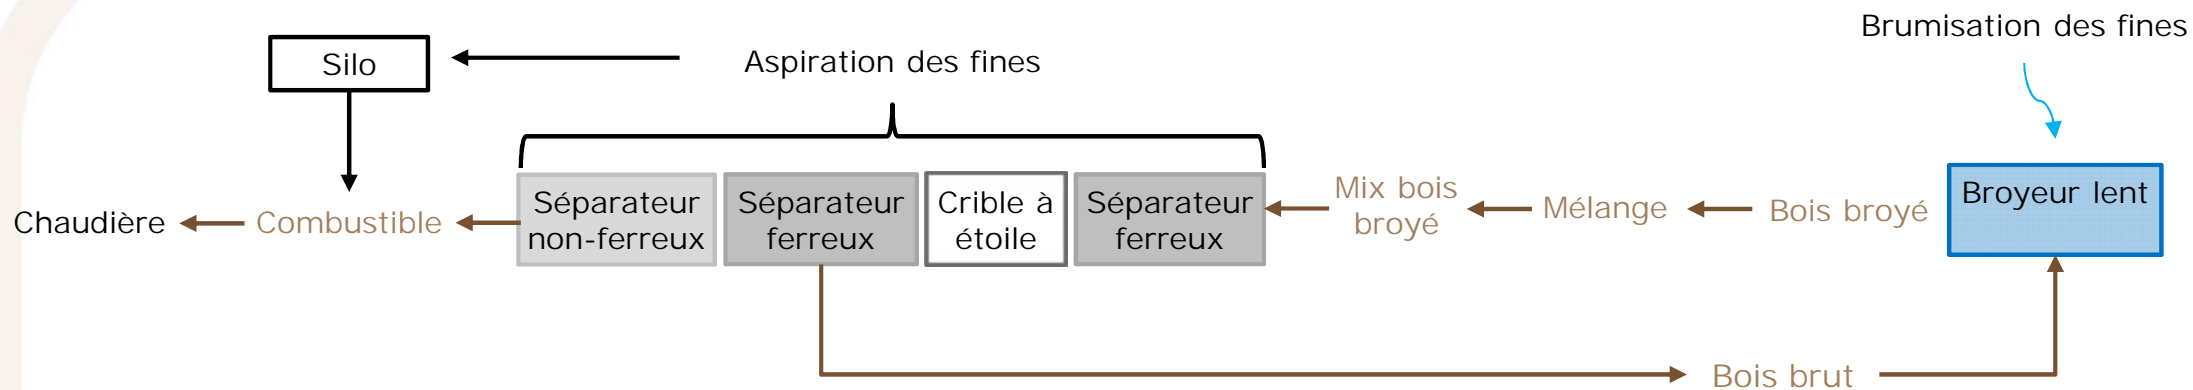 Brumisation des fines
Silo
Aspiration des fines
Chaudière
Combustible
Séparateur
non-ferreux
Séparateur
ferreux
Crible à
étoile
Séparateur
ferreux
Mix bois
broyé
Mélange
Bois broyé
Broyeur lent
Bois brut